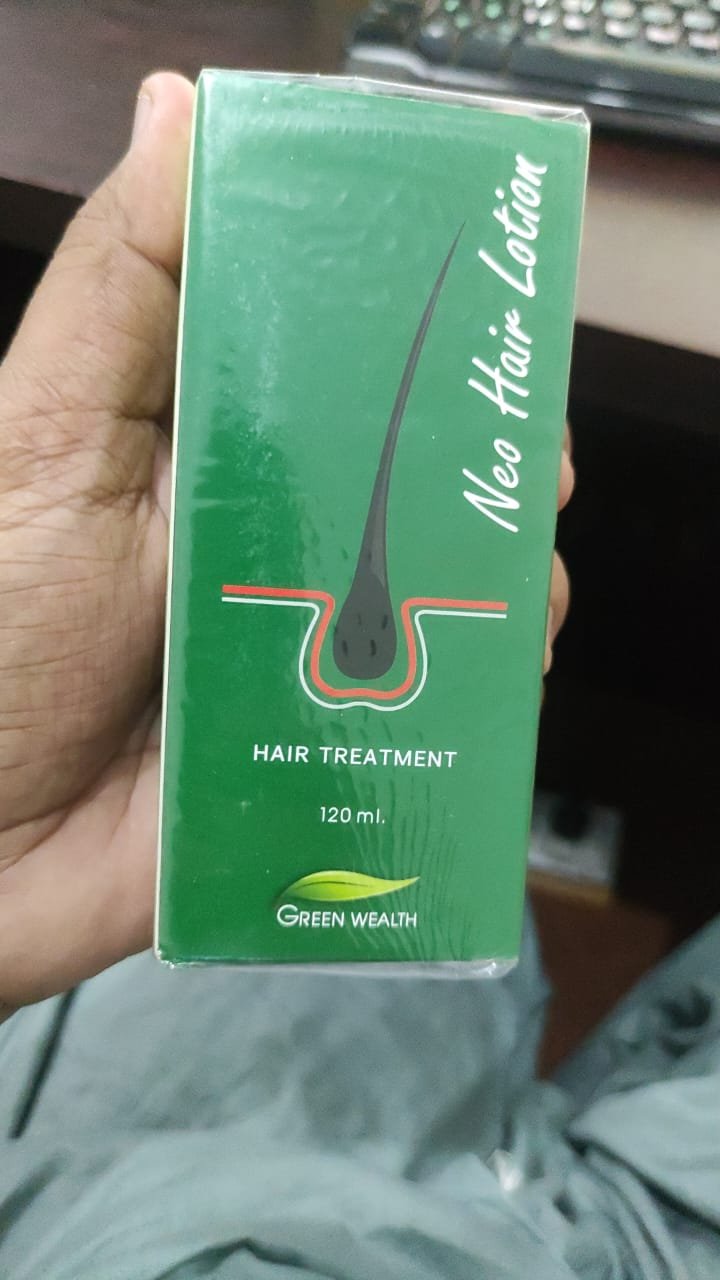 Neo Hair Lotion
HAIR TREATMENT
120 ml.
GREEN WEALTH